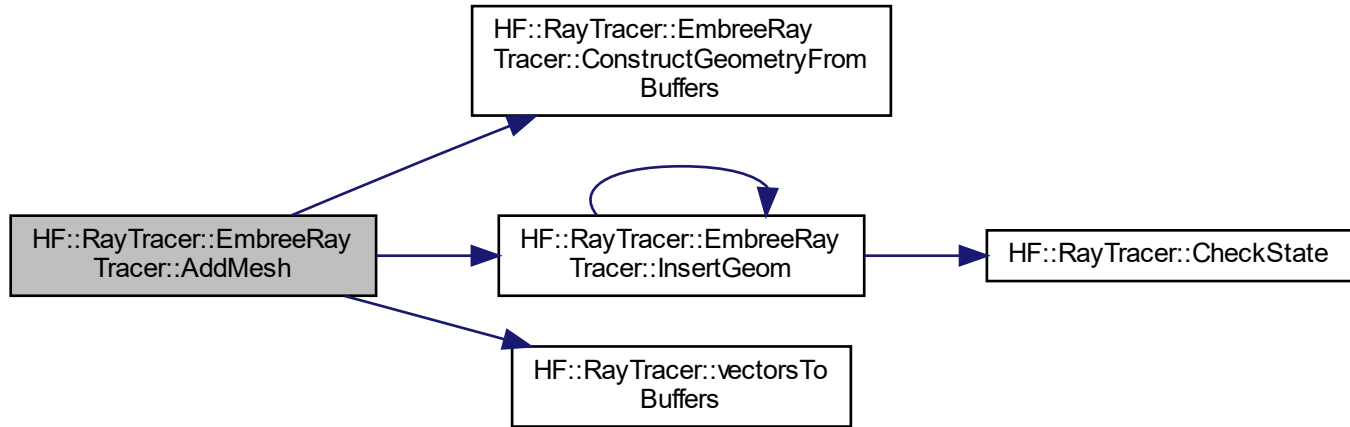 HF::RayTracer::EmbreeRay
Tracer::ConstructGeometryFrom
Buffers
HF::RayTracer::EmbreeRay
Tracer::AddMesh
HF::RayTracer::EmbreeRay
Tracer::InsertGeom
HF::RayTracer::CheckState
HF::RayTracer::vectorsTo
Buffers